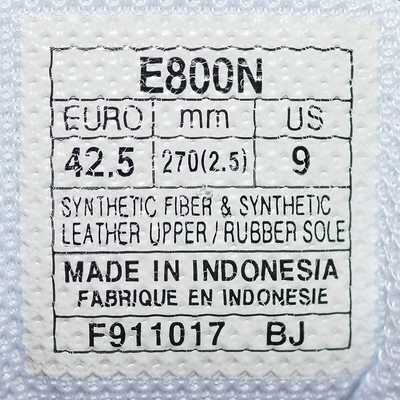 E800N
EURO mm US
42.5 270(2.5) 9
SYNTHETIC FIBER & SYNTHETIC
LEATHER UPPER / RUBBER SOLE
MADE IN INDONESIA
FABRIQUE EN INDONESIE
F911017 BJ